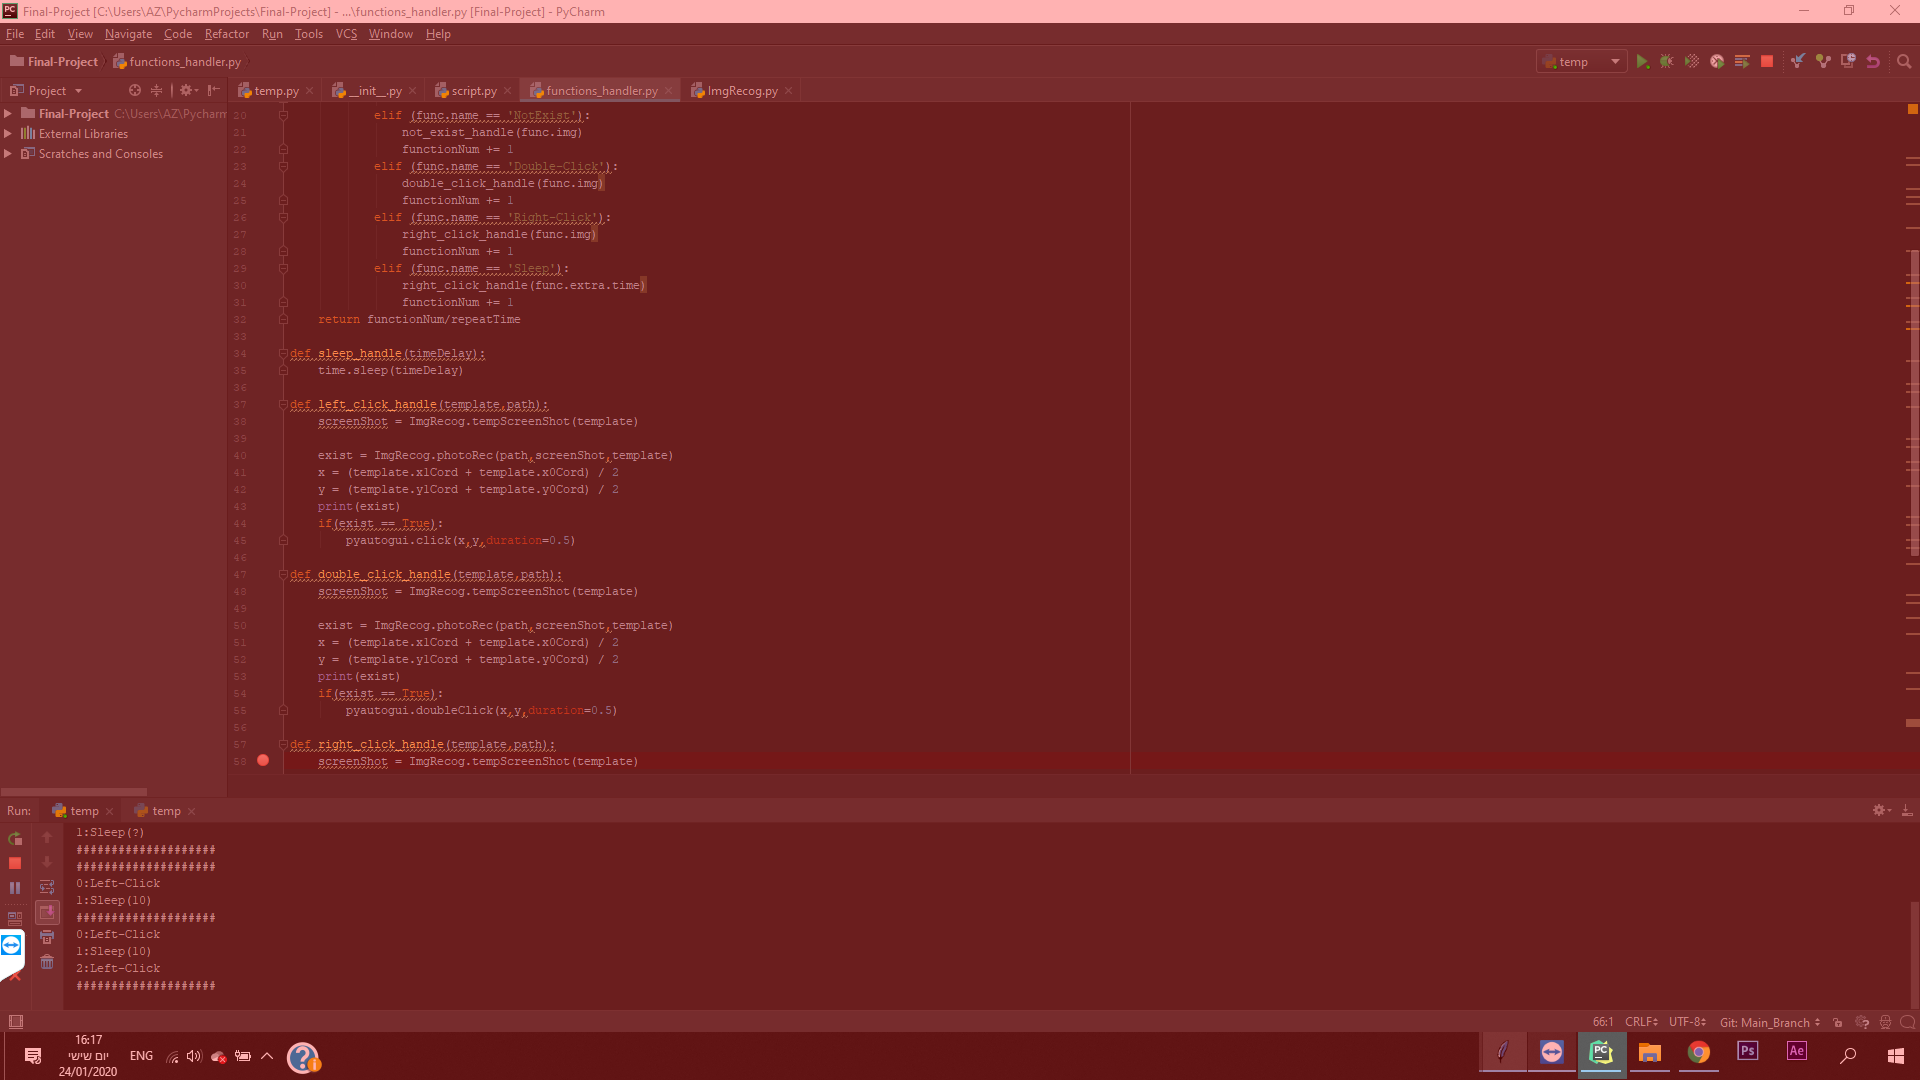 Final-Project [C:\Users\AZ\PycharmProjects\Final-Project] - ...\functions_handler.py [Final-Project] - PyCharm
File Edit View Navigate Code Refactor Run Tools VCS Window Help
Final-Project functions_handler.py temp
Project temp.py __init__.py script.py functions_handler.py ImgRecog.py
Final-Project C:\Users\AZ\Pycharm
External Libraries
Scratches and Consoles
20 elif (func.name == 'NotExist'):
21 not_exist_handle(func.img)
22 functionNum += 1
23 elif (func.name == 'Double-Click'):
24 double_click_handle(func.img)
25 functionNum += 1
26 elif (func.name == 'Right-Click'):
27 right_click_handle(func.img)
28 functionNum += 1
29 elif (func.name == 'Sleep'):
30 right_click_handle(func.extra.time)
31 functionNum += 1
32 return functionNum/repeatTime
33
34 def sleep_handle(timeDelay):
35 time.sleep(timeDelay)
36
37 def left_click_handle(template,path):
38 screenShot = ImgRecog.tempScreenShot(template)
39
40 exist = ImgRecog.photoRec(path,screenShot,template)
41 x = (template.x1Cord + template.x0Cord) / 2
42 y = (template.y1Cord + template.y0Cord) / 2
43 print(exist)
44 if(exist == True):
45 pyautogui.click(x,y,duration=0.5)
46
47 def double_click_handle(template,path):
48 screenShot = ImgRecog.tempScreenShot(template)
49
50 exist = ImgRecog.photoRec(path,screenShot,template)
51 x = (template.x1Cord + template.x0Cord) / 2
52 y = (template.y1Cord + template.y0Cord) / 2
53 print(exist)
54 if(exist == True):
55 pyautogui.doubleClick(x,y,duration=0.5)
56
57 def right_click_handle(template,path):
58 screenShot = ImgRecog.tempScreenShot(template)
Run: temp temp
1:Sleep(?)
####################
####################
0:Left-Click
1:Sleep(10)
####################
0:Left-Click
1:Sleep(10)
2:Left-Click
####################
66:1 CRLF UTF-8 Git: Main_Branch
16:17
יום שישי
24/01/2020
ENG
PC
Ps
Ae